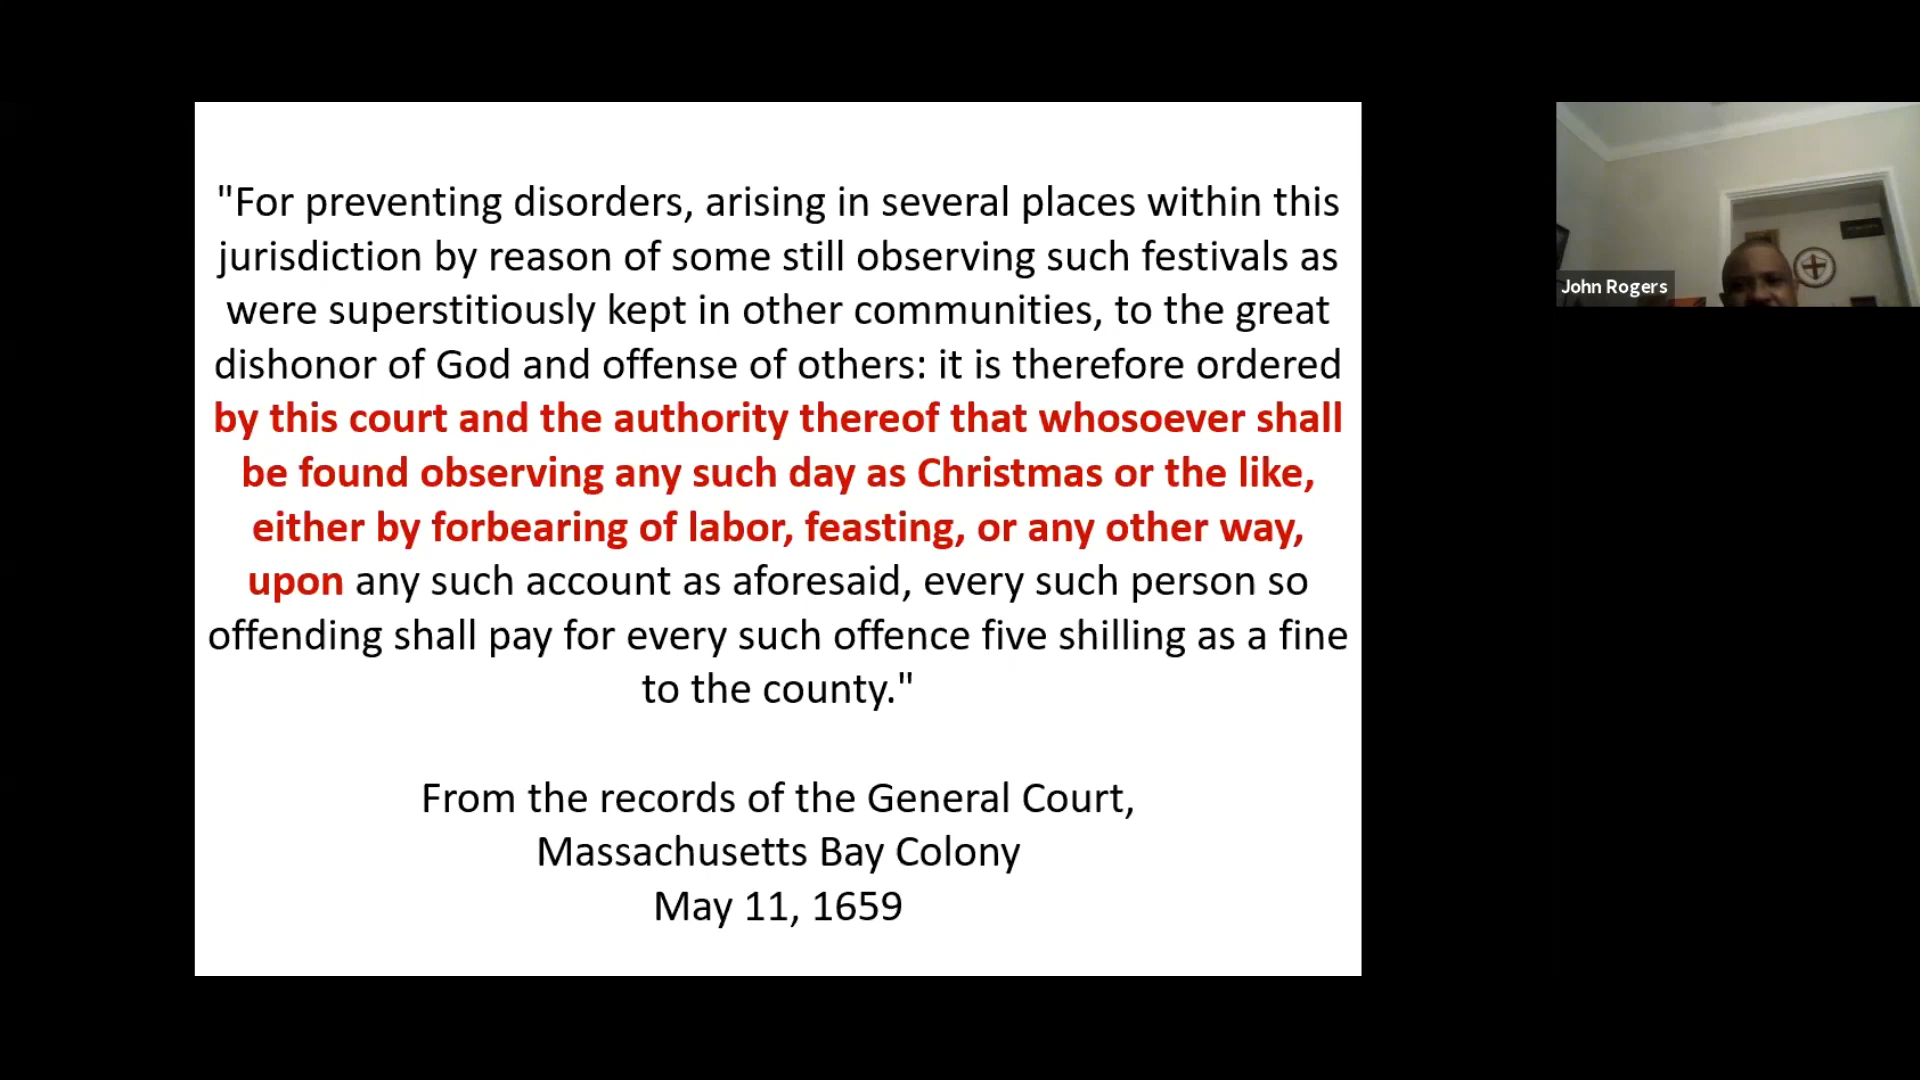 "For preventing disorders, arising in several places within this
jurisdiction by reason of some still observing such festivals as
were superstitiously kept in other communities, to the great
dishonor of God and offense of others: it is therefore ordered
by this court and the authority thereof that whosoever shall
be found observing any such day as Christmas or the like,
either by forbearing of labor, feasting, or any other way,
upon any such account as aforesaid, every such person so
offending shall pay for every such offence five shilling as a fine
to the county."
From the records of the General Court,
Massachusetts Bay Colony
May 11, 1659
John Rogers